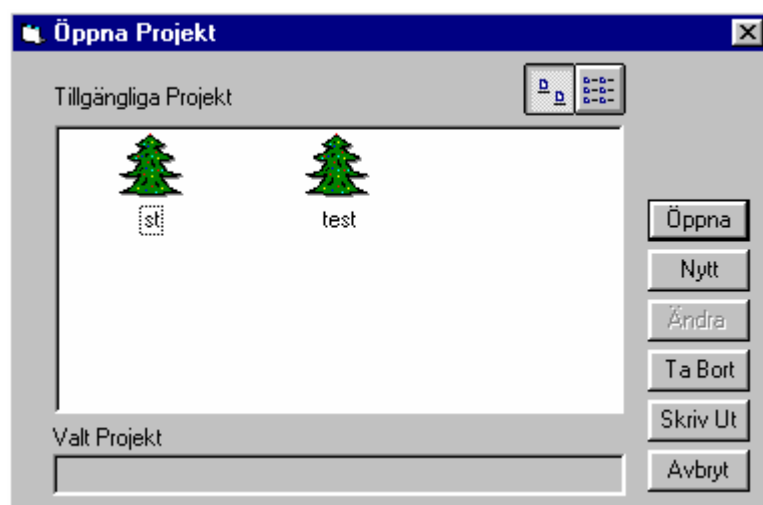 Öppna Projekt
Tillgängliga Projekt
st
test
Öppna
Nytt
Ändra
Ta Bort
Skriv Ut
Avbryt
Valt Projekt